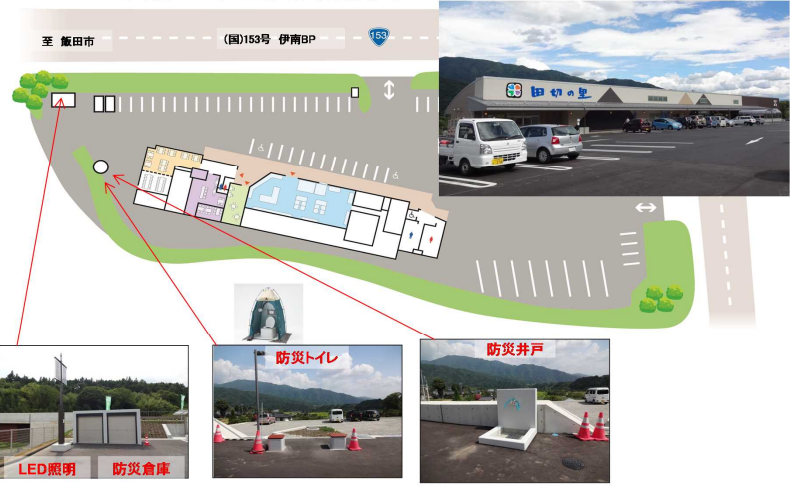 至 飯田市
(国)153号 伊南BP
153
田切の里
防災トイレ
防災井戸
LED照明
防災倉庫